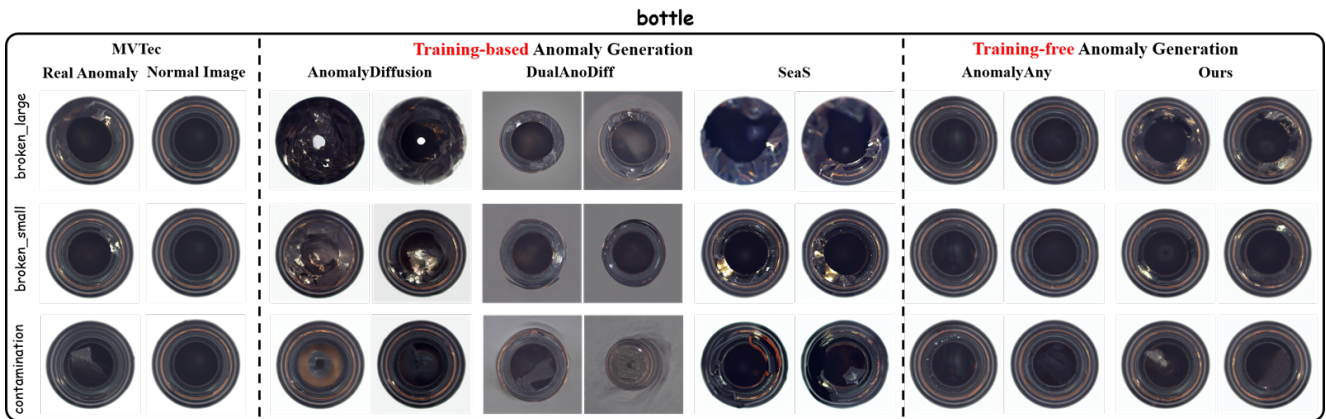 bottle
MVTec
Training-based Anomaly Generation
Training-free Anomaly Generation
Real Anomaly
Normal Image
AnomalyDiffusion
DualAnoDiff
SeaS
AnomalyAny
Ours
broken_large
broken_small
contamination